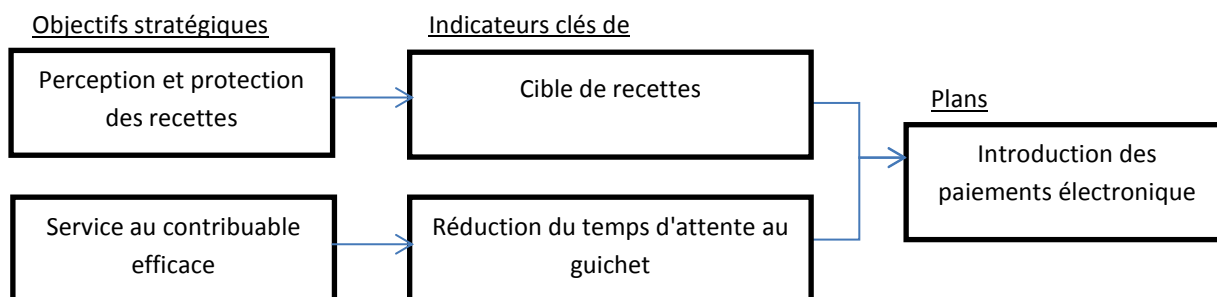 Objectifs stratégiques
Indicateurs clés de
Perception et protection
des recettes
Cible de recettes
Plans
Introduction des
paiements électronique
Service au contribuable
efficace
Réduction du temps d'attente au
guichet